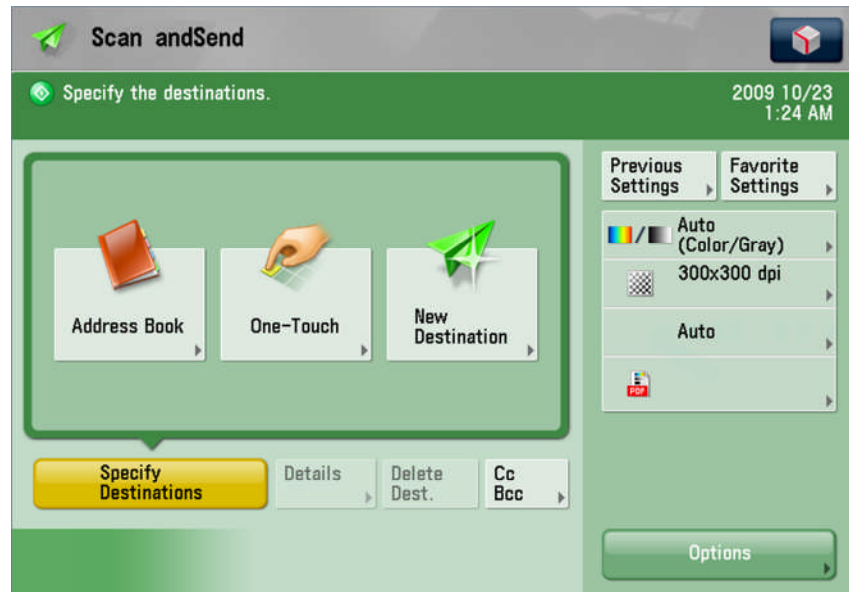 Scan andSend
Specify the destinations.
2009 10/23
1:24 AM
Previous
Settings
Favorite
Settings
Auto
(Color/Gray)
300x300 dpi
Auto
PDF
Address Book
One-Touch
New
Destination
Specify
Destinations
Details
Delete
Dest.
Cc
Bcc
Options